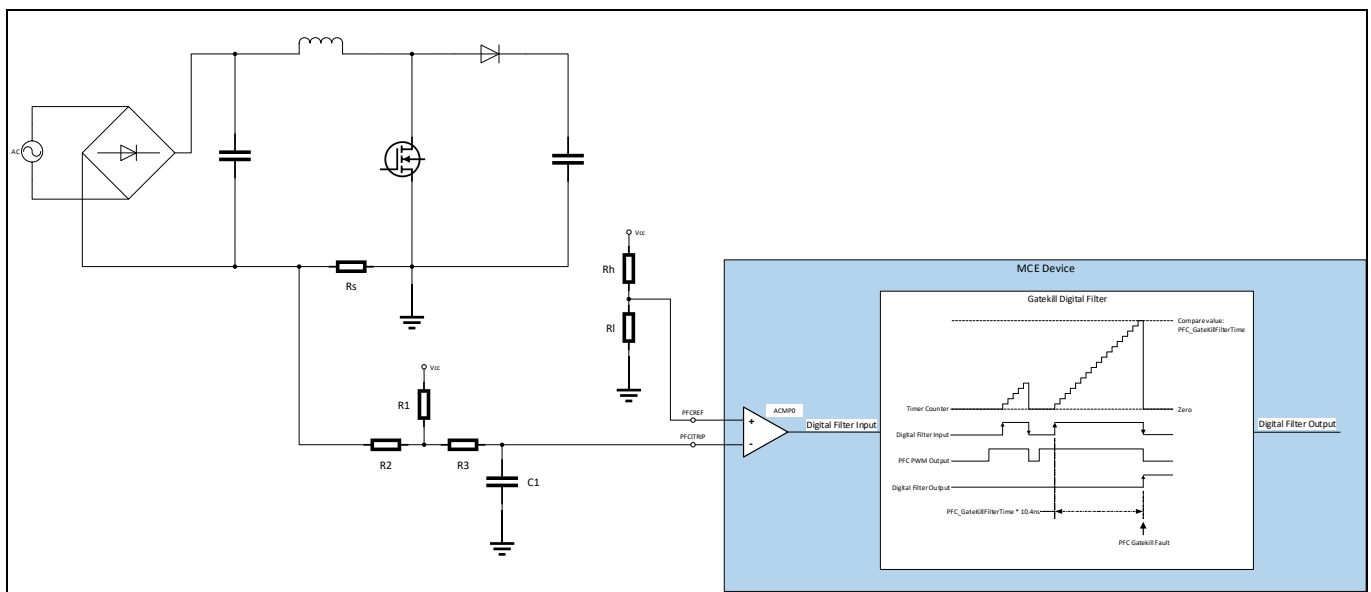 AC
Rs
Vcc
Rh
Rl
Vcc
R1
R2
R3
C1
PFCREF
PFCITRIP
MCE Device
ACMP0
+
-
Digital Filter Input
Gatekill Digital Filter
Compare value:
PFC_GateKillFilterTime
Timer Counter
Zero
Digital Filter Input
PFC PWM Output
Digital Filter Output
PFC_GateKillFilterTime * 10.4ns
PFC Gatekill Fault
Digital Filter Output